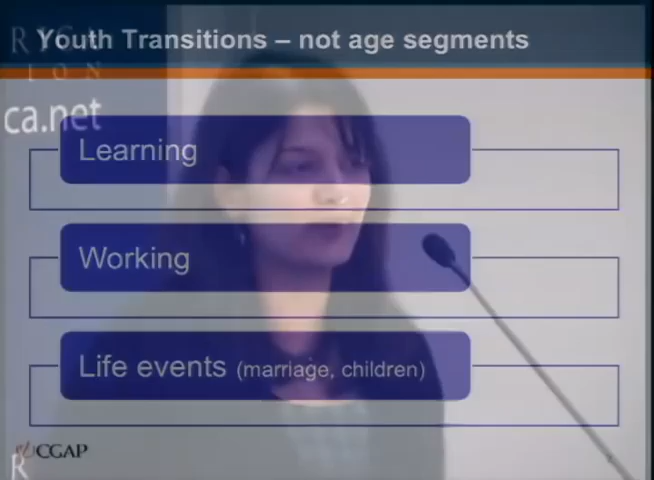 Youth Transitions – not age segments
ca.net
Learning
Working
Life events (marriage, children)
CGAP
R